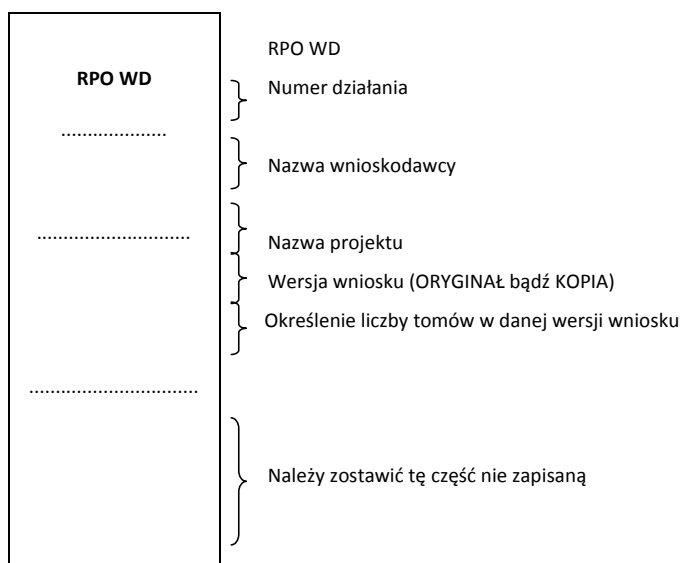 RPO WD
RPO WD
Numer działania
....................
Nazwa wnioskodawcy
.............................
Nazwa projektu
Wersja wniosku (ORYGINAŁ bądź KOPIA)
Określenie liczby tomów w danej wersji wniosku
................................
Należy zostawić tę część nie zapisaną